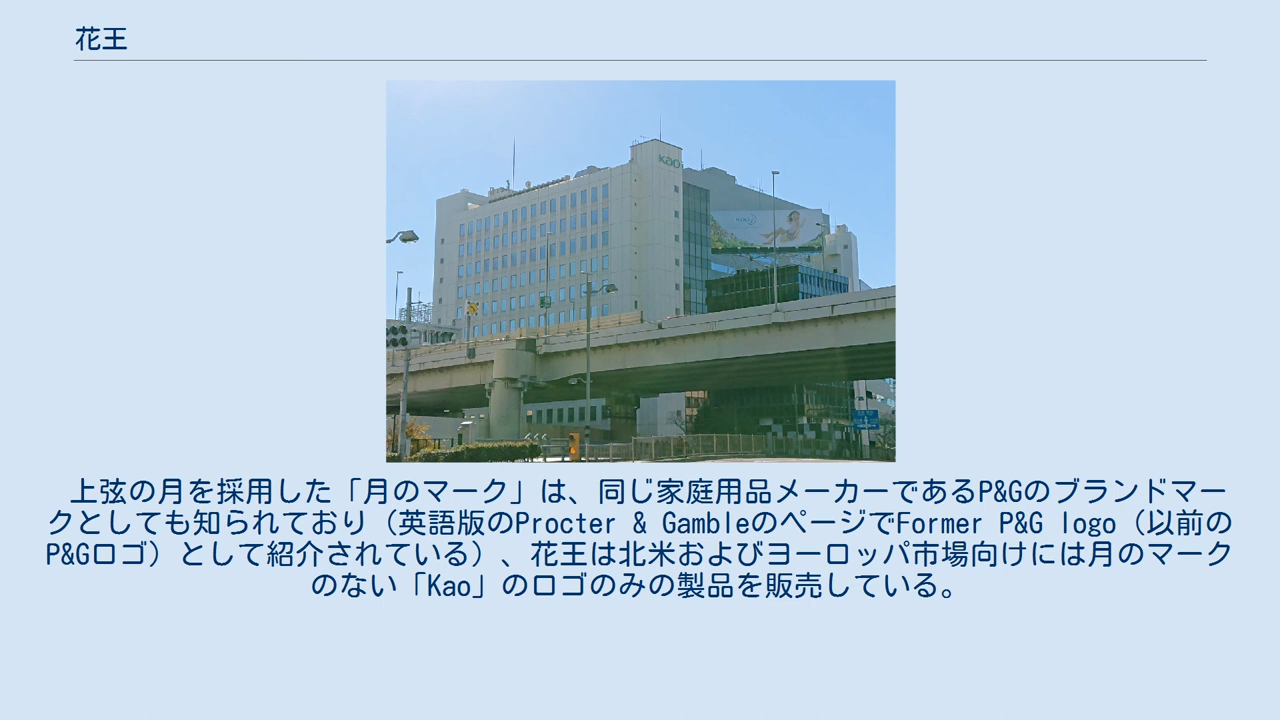 花王
Kao
上弦の月を採用した「月のマーク」は、同じ家庭用品メーカーであるP&Gのブランドマー
クとしても知られており（英語版のProcter & GambleのページでFormer P&G logo（以前の
P&Gロゴ）として紹介されている）、花王は北米およびヨーロッパ市場向けには月のマーク
のない「Kao」のロゴのみの製品を販売している。